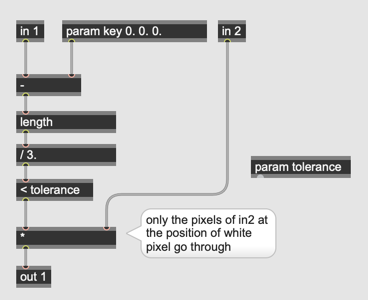 in 1
param key 0. 0. 0.
in 2
-
length
/ 3.
< tolerance
param tolerance
*
only the pixels of in2 at
the position of white
pixel go through
out 1